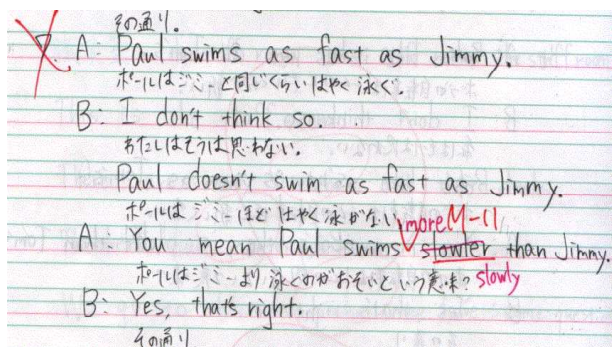 その通り.
7. A: Paul swims as fast as Jimmy.
ポールはジミーと同じくらいはやく泳ぐ.
B: I don't think so.
わたしはそうは思わない.
Paul doesn't swim as fast as Jimmy.
ポールはジミーほどはやく泳がない
more M-11
A: You mean Paul swims slowler than Jimmy.
ポールはジミーより泳ぐのがおそいという意味? slowly
B: Yes, that's right.
その通り